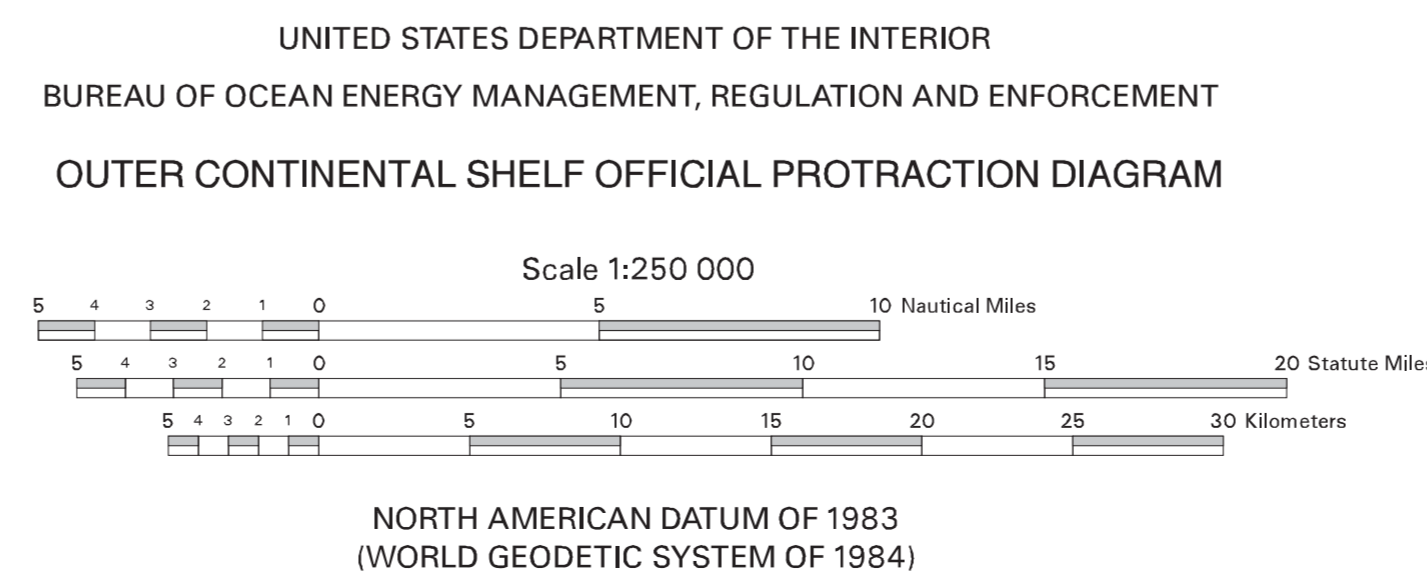 UNITED STATES DEPARTMENT OF THE INTERIOR
BUREAU OF OCEAN ENERGY MANAGEMENT, REGULATION AND ENFORCEMENT
OUTER CONTINENTAL SHELF OFFICIAL PROTRACTION DIAGRAM
Scale 1:250 000
5 4 3 2 1 0 5 10 Nautical Miles
5 4 3 2 1 0 5 10 15 20 Statute Miles
5 4 3 2 1 0 5 10 15 20 25 30 Kilometers
NORTH AMERICAN DATUM OF 1983
(WORLD GEODETIC SYSTEM OF 1984)